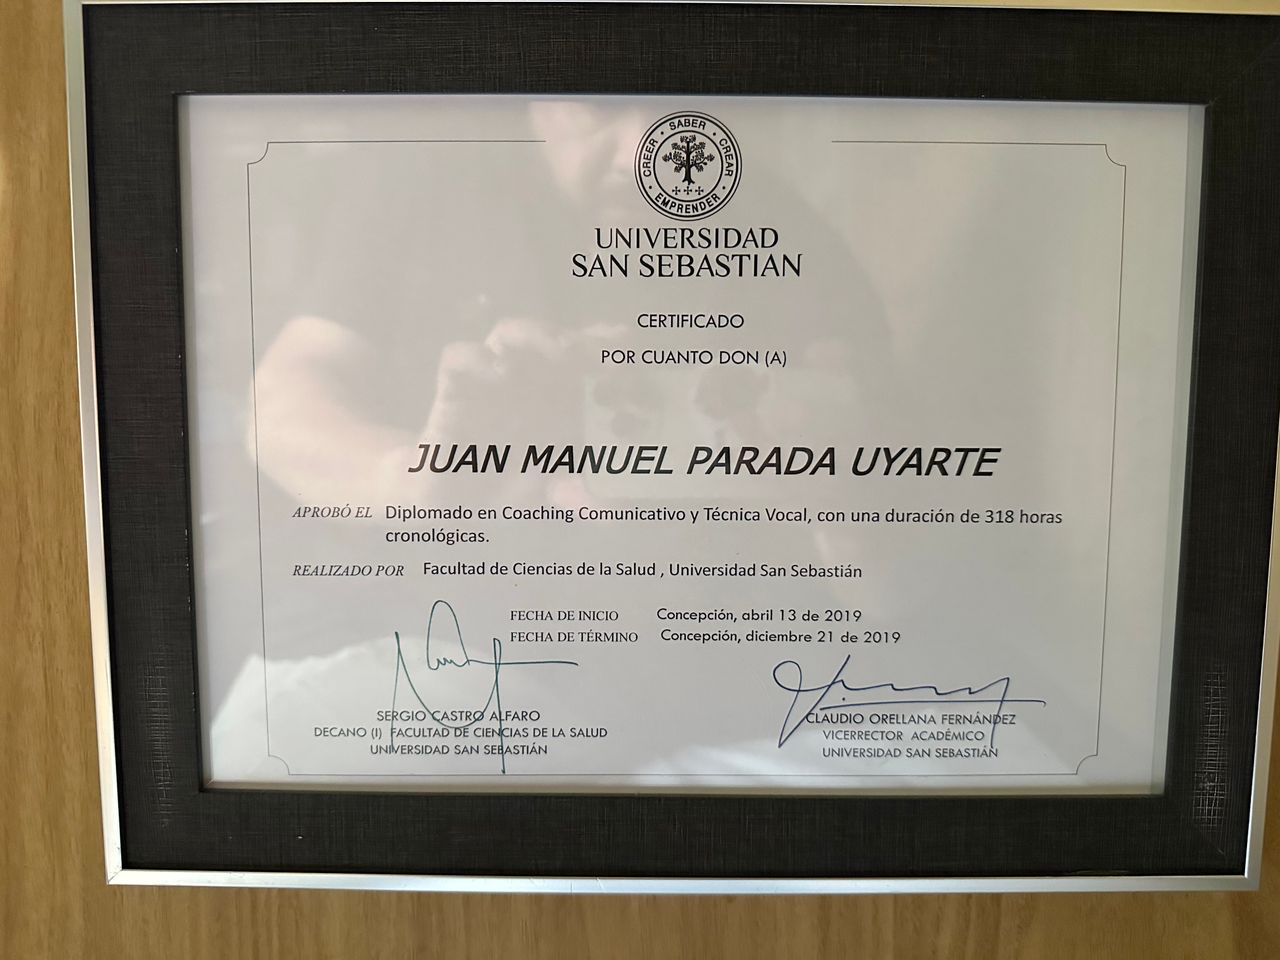 CREER · SABER · CREAR · EMPRENDER
UNIVERSIDAD
SAN SEBASTIAN
CERTIFICADO
POR CUANTO DON (A)
JUAN MANUEL PARADA UYARTE
APROBÓ EL Diplomado en Coaching Comunicativo y Técnica Vocal, con una duración de 318 horas
cronológicas.
REALIZADO POR Facultad de Ciencias de la Salud , Universidad San Sebastián
FECHA DE INICIO Concepción, abril 13 de 2019
FECHA DE TÉRMINO Concepción, diciembre 21 de 2019
SERGIO CASTRO ALFARO
DECANO (I) FACULTAD DE CIENCIAS DE LA SALUD
UNIVERSIDAD SAN SEBASTIÁN
CLAUDIO ORELLANA FERNÁNDEZ
VICERRECTOR ACADÉMICO
UNIVERSIDAD SAN SEBASTIÁN